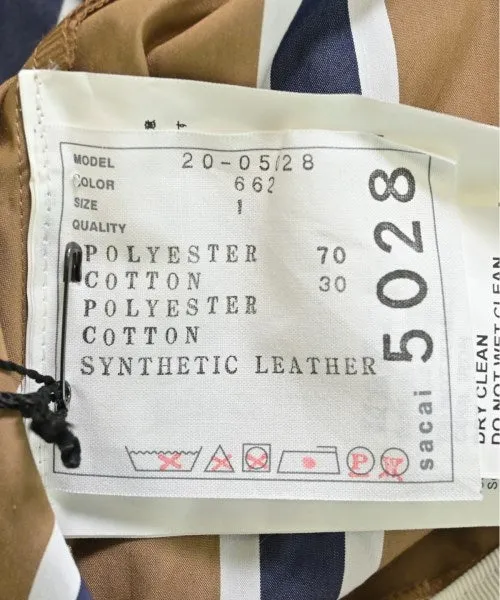 MODEL 20-05128
COLOR 662
SIZE 1
QUALITY
POLYESTER 70
COTTON 30
POLYESTER
COTTON
SYNTHETIC LEATHER
P W
sacai 5028
DRY CLEAN
DO NOT WET CLEAN